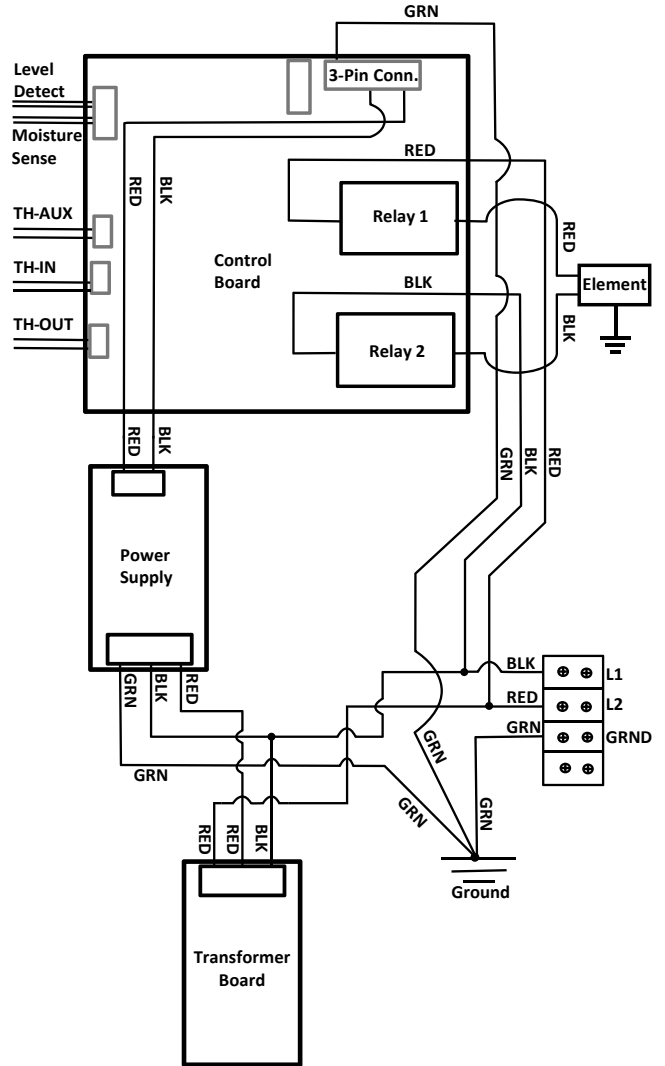 GRN
Level
Detect
3-Pin Conn.
Moisture
Sense
RED
RED
BLK
TH-AUX
Relay 1
RED
TH-IN
Control
Board
BLK
Element
TH-OUT
Relay 2
BLK
RED
BLK
GRN
BLK
RED
Power
Supply
BLK
L1
GRN
BLK
RED
RED
L2
GRN
GRND
GRN
GRN
GRN
GRN
RED
RED
BLK
Ground
Transformer
Board